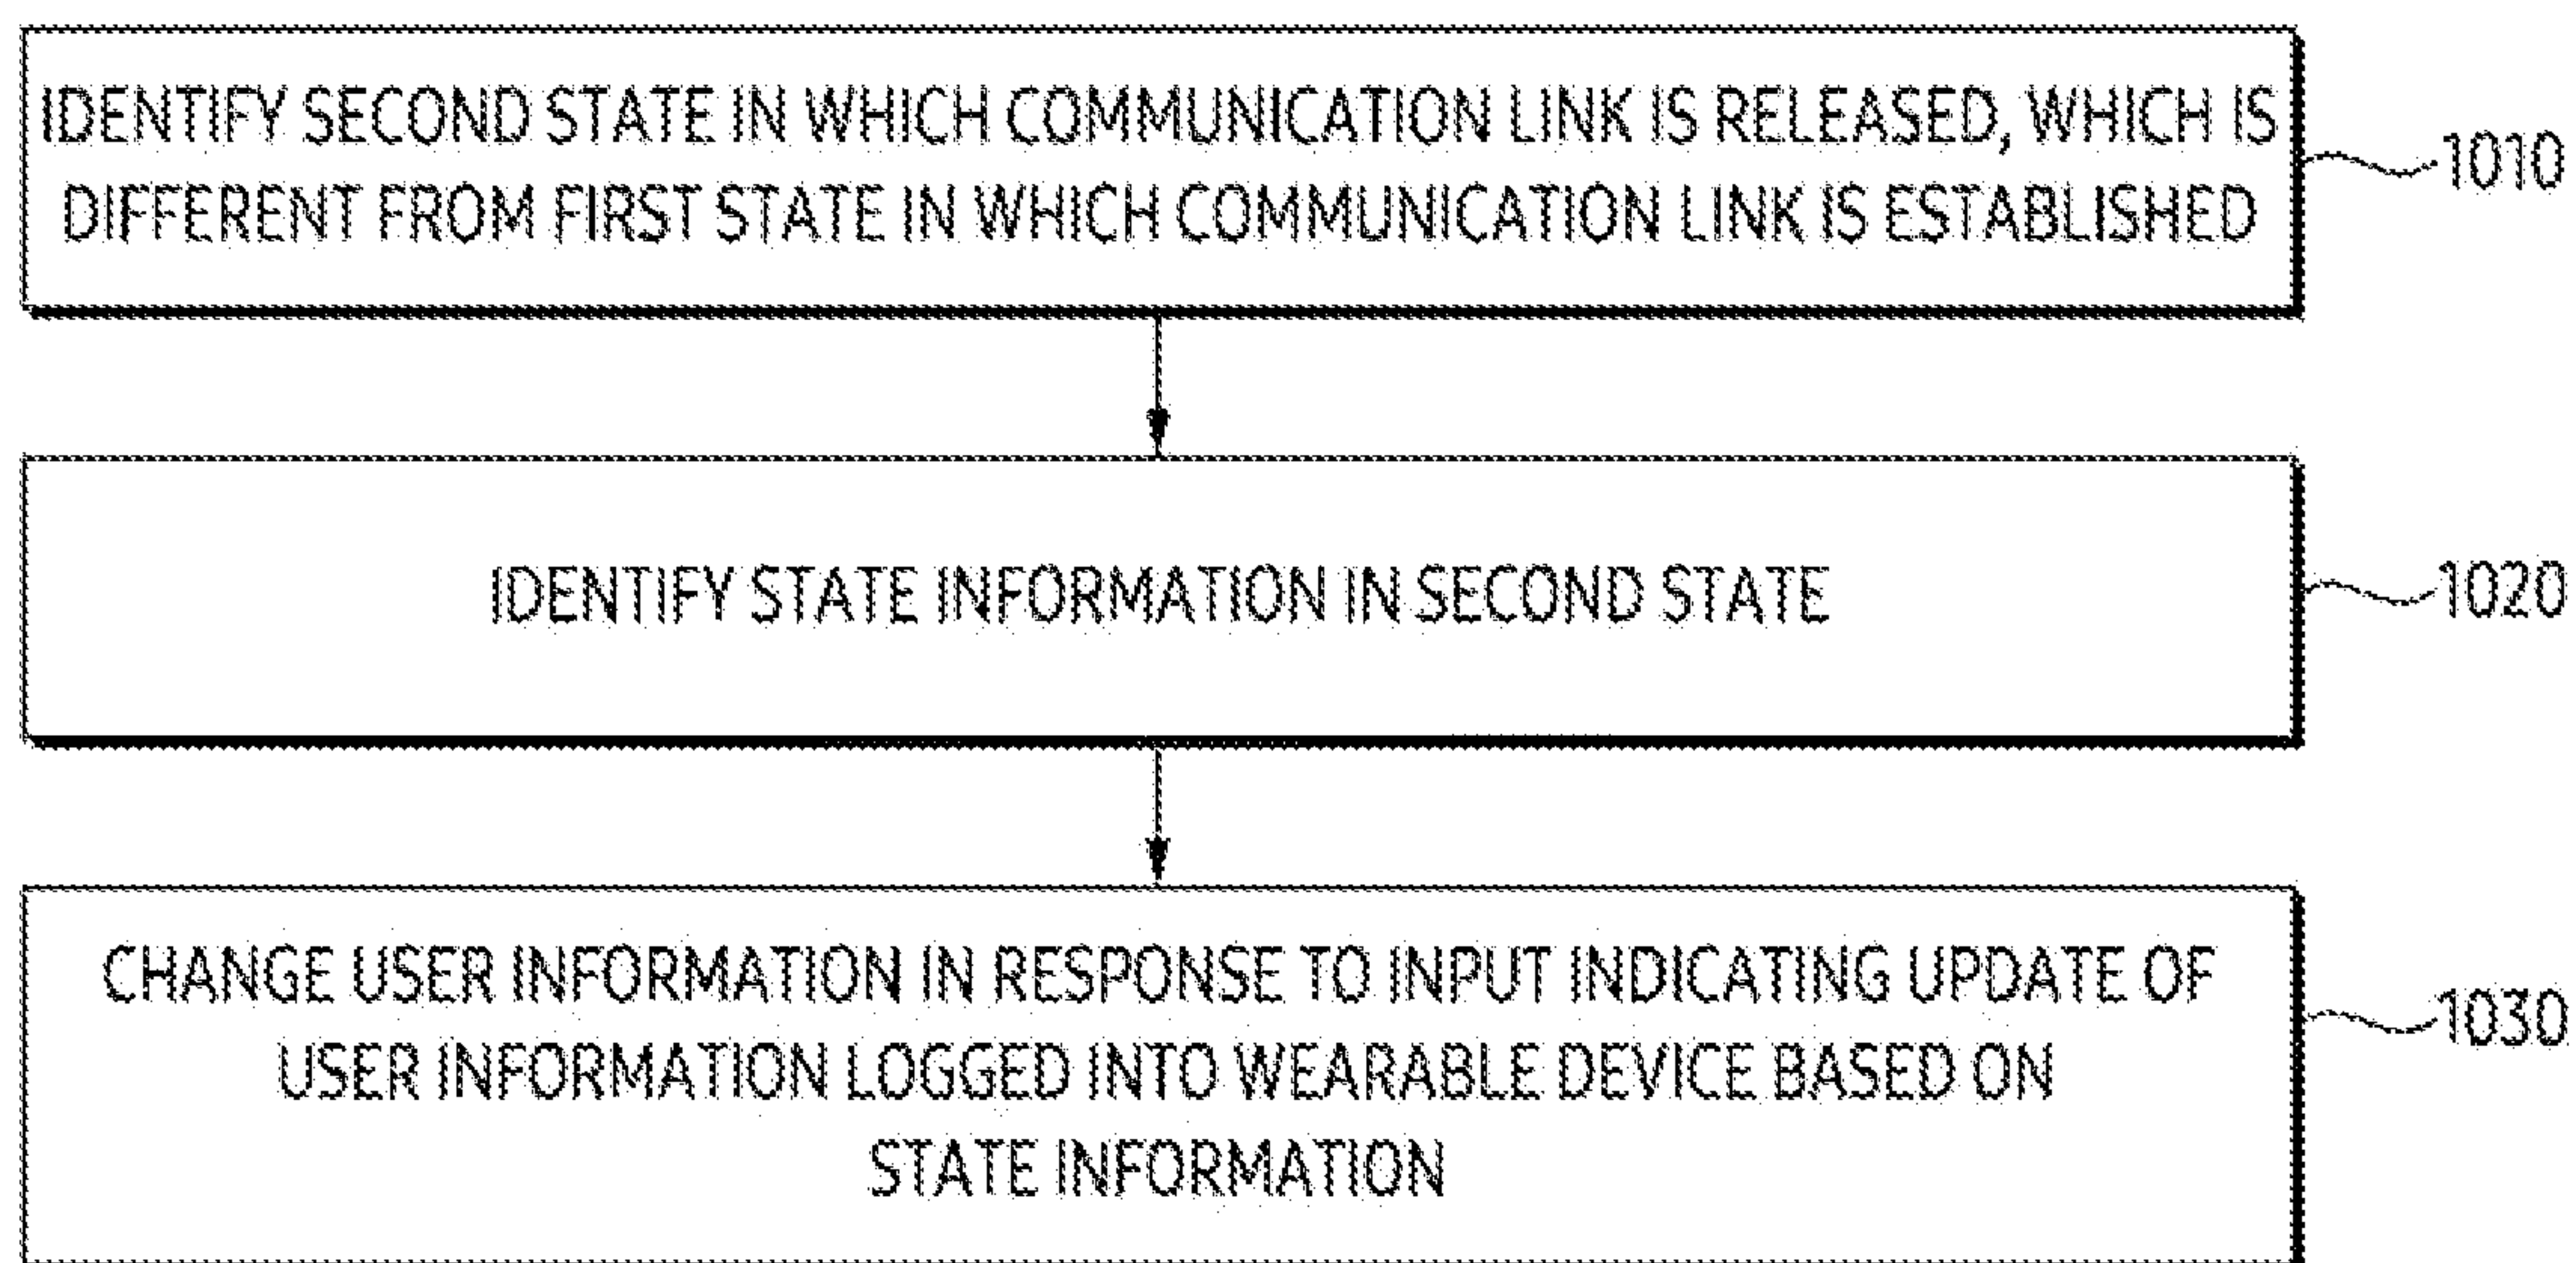 IDENTIFY SECOND STATE IN WHICH COMMUNICATION LINK IS RELEASED, WHICH IS
DIFFERENT FROM FIRST STATE IN WHICH COMMUNICATION LINK IS ESTABLISHED
1010
IDENTIFY STATE INFORMATION IN SECOND STATE
1020
CHANGE USER INFORMATION IN RESPONSE TO INPUT INDICATING UPDATE OF
USER INFORMATION LOGGED INTO WEARABLE DEVICE BASED ON
STATE INFORMATION
1030